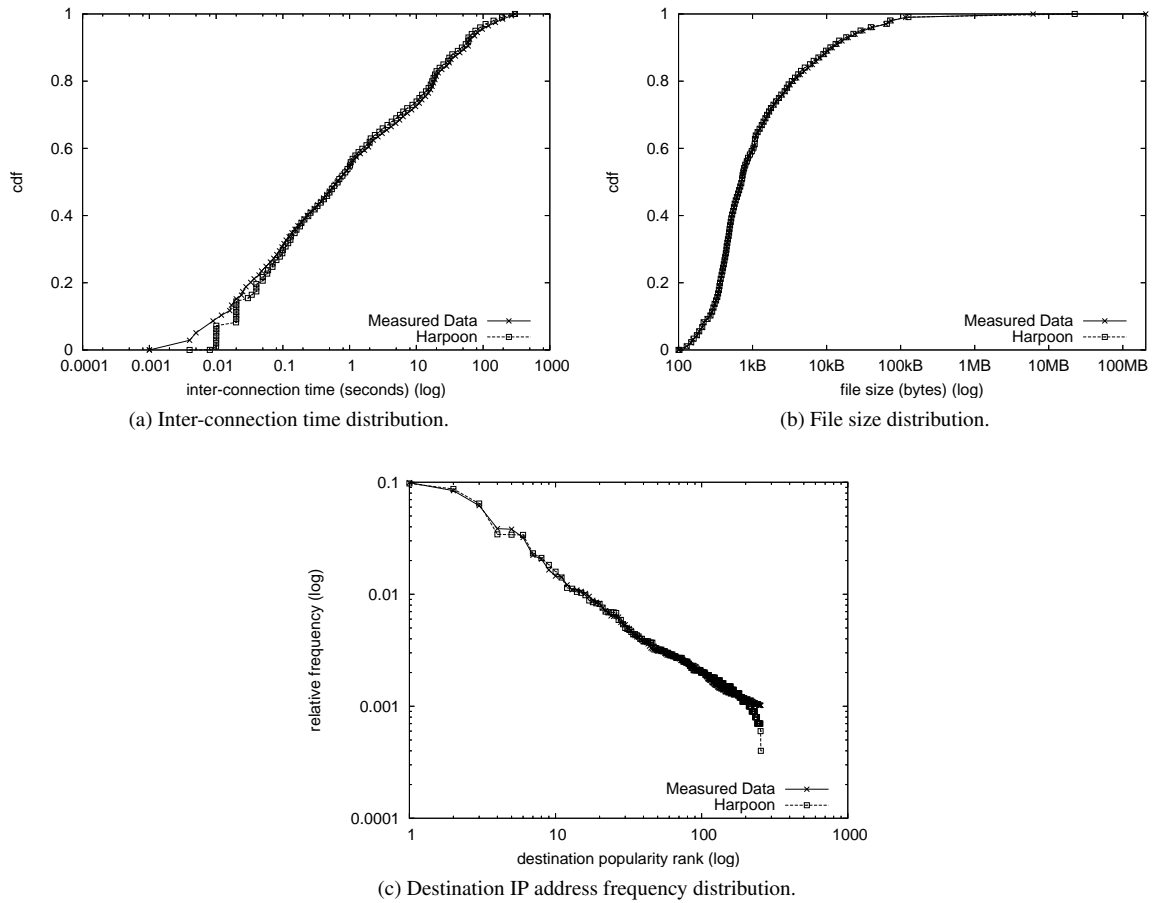 1
0.8
0.6
0.4
0.2
0
cdf
0.0001 0.001 0.01 0.1 1 10 100 1000
inter-connection time (seconds) (log)
Measured Data
Harpoon
(a) Inter-connection time distribution.
1
0.8
0.6
0.4
0.2
0
cdf
100 1kB 10kB 100kB 1MB 10MB 100MB
file size (bytes) (log)
Measured Data
Harpoon
(b) File size distribution.
0.1
0.01
0.001
0.0001
relative frequency (log)
1 10 100 1000
destination popularity rank (log)
Measured Data
Harpoon
(c) Destination IP address frequency distribution.